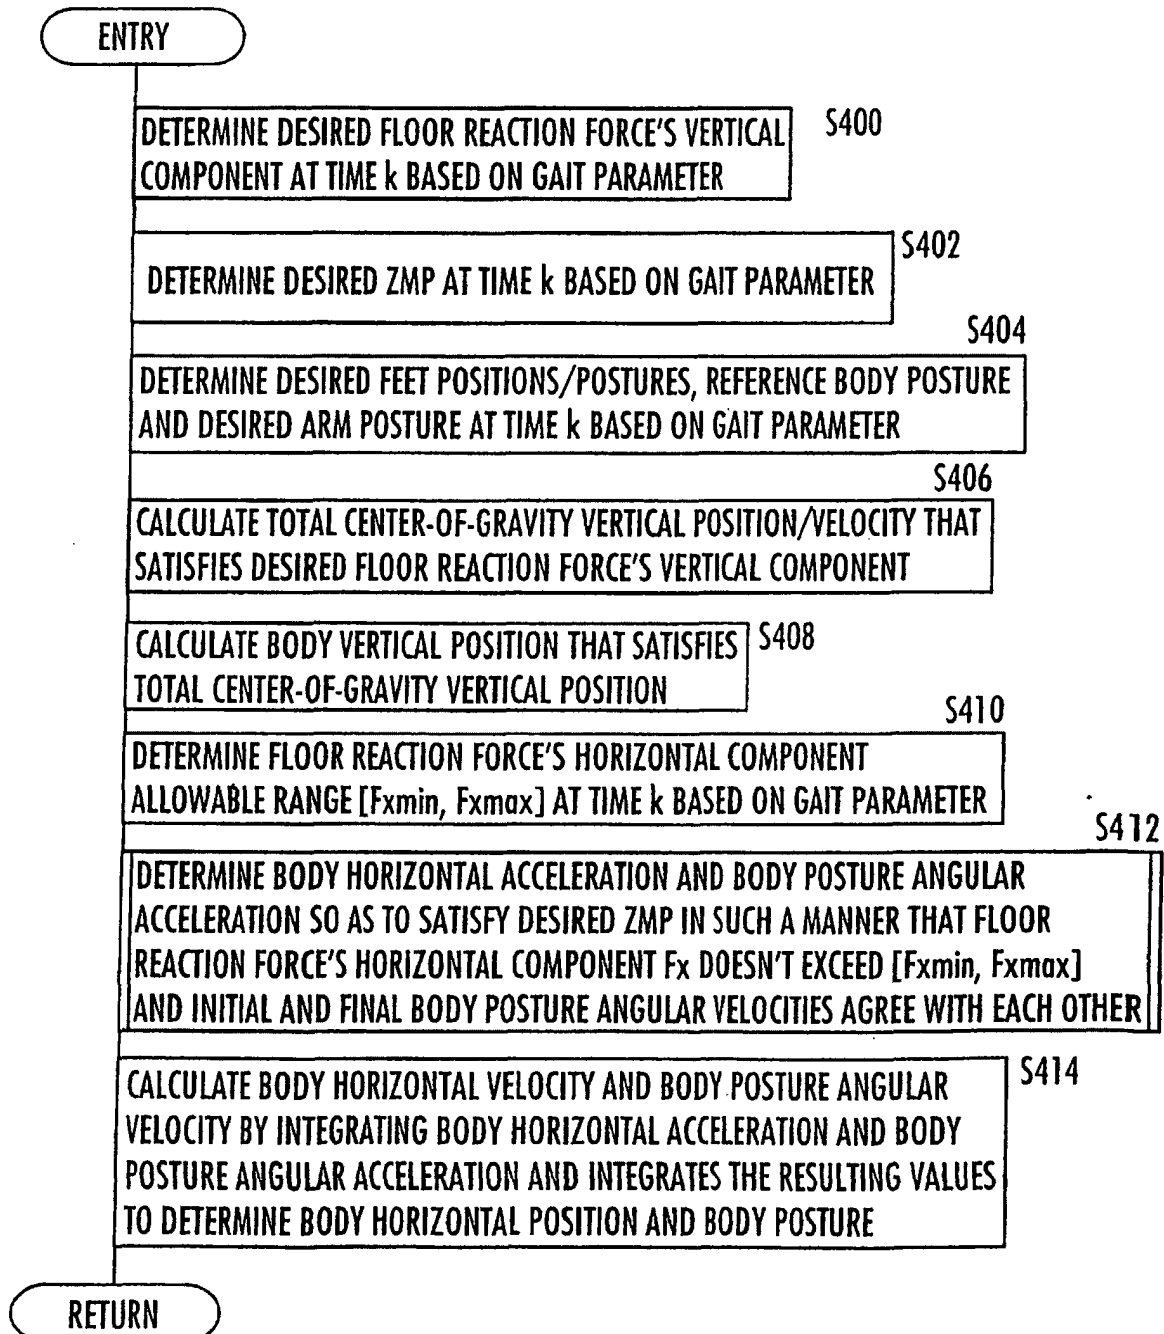 ENTRY
S400
DETERMINE DESIRED FLOOR REACTION FORCE'S VERTICAL
COMPONENT AT TIME k BASED ON GAIT PARAMETER
S402
DETERMINE DESIRED ZMP AT TIME k BASED ON GAIT PARAMETER
S404
DETERMINE DESIRED FEET POSITIONS/POSTURES, REFERENCE BODY POSTURE
AND DESIRED ARM POSTURE AT TIME k BASED ON GAIT PARAMETER
S406
CALCULATE TOTAL CENTER-OF-GRAVITY VERTICAL POSITION/VELOCITY THAT
SATISFIES DESIRED FLOOR REACTION FORCE'S VERTICAL COMPONENT
S408
CALCULATE BODY VERTICAL POSITION THAT SATISFIES
TOTAL CENTER-OF-GRAVITY VERTICAL POSITION
S410
DETERMINE FLOOR REACTION FORCE'S HORIZONTAL COMPONENT
ALLOWABLE RANGE [Fxmin, Fxmax] AT TIME k BASED ON GAIT PARAMETER
S412
DETERMINE BODY HORIZONTAL ACCELERATION AND BODY POSTURE ANGULAR
ACCELERATION SO AS TO SATISFY DESIRED ZMP IN SUCH A MANNER THAT FLOOR
REACTION FORCE'S HORIZONTAL COMPONENT Fx DOESN'T EXCEED [Fxmin, Fxmax]
AND INITIAL AND FINAL BODY POSTURE ANGULAR VELOCITIES AGREE WITH EACH OTHER
S414
CALCULATE BODY HORIZONTAL VELOCITY AND BODY POSTURE ANGULAR
VELOCITY BY INTEGRATING BODY HORIZONTAL ACCELERATION AND BODY
POSTURE ANGULAR ACCELERATION AND INTEGRATES THE RESULTING VALUES
TO DETERMINE BODY HORIZONTAL POSITION AND BODY POSTURE
RETURN